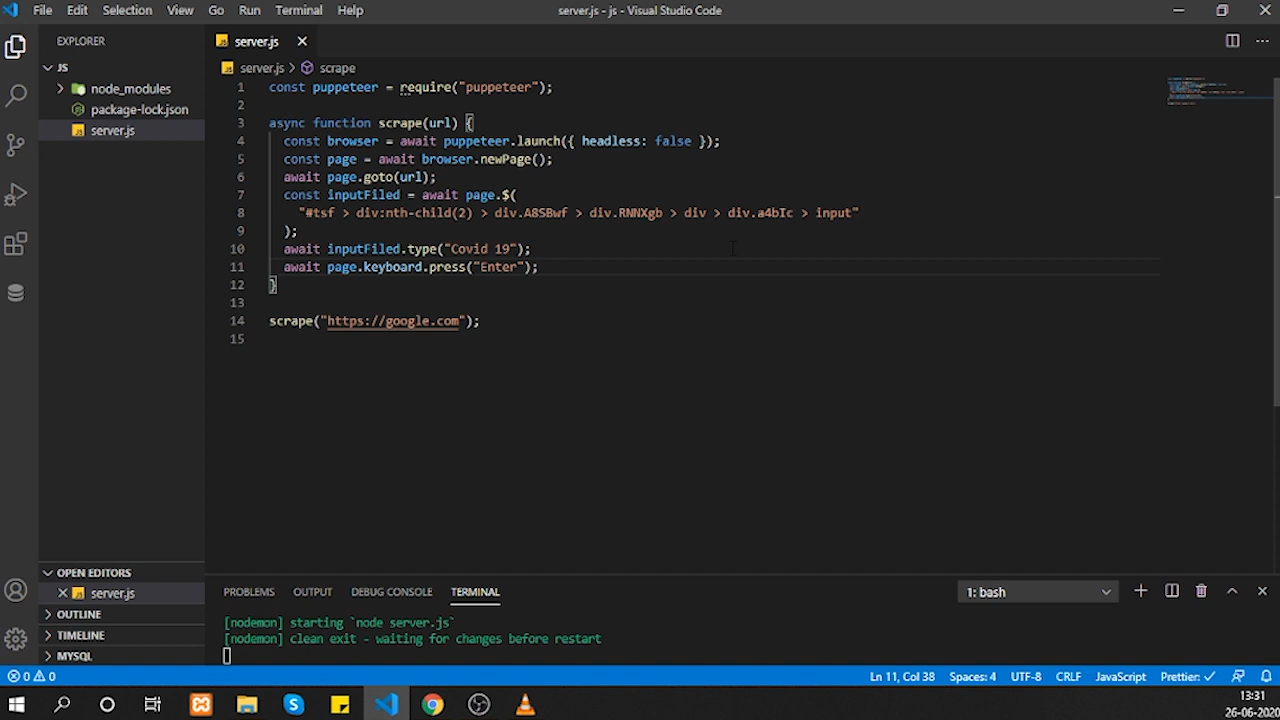 File Edit Selection View Go Run Terminal Help server.js - js - Visual Studio Code
EXPLORER
JS
node_modules
package-lock.json
server.js
server.js
server.js > scrape
1 const puppeteer = require("puppeteer");
2
3 async function scrape(url) {
4 const browser = await puppeteer.launch({ headless: false });
5 const page = await browser.newPage();
6 await page.goto(url);
7 const inputFiled = await page.$(
8 "#tsf > div:nth-child(2) > div.A8SBwf > div.RNNXgb > div > div.a4bIc > input"
9 );
10 await inputFiled.type("Covid 19");
11 await page.keyboard.press("Enter");
12 }
13
14 scrape("https://google.com");
15
OPEN EDITORS
server.js
OUTLINE
TIMELINE
MYSQL
PROBLEMS OUTPUT DEBUG CONSOLE TERMINAL 1: bash
[nodemon] starting `node server.js`
[nodemon] clean exit - waiting for changes before restart
0 0 Ln 11, Col 38 Spaces: 4 UTF-8 CRLF JavaScript Prettier: ✓
13:31
26-06-2020